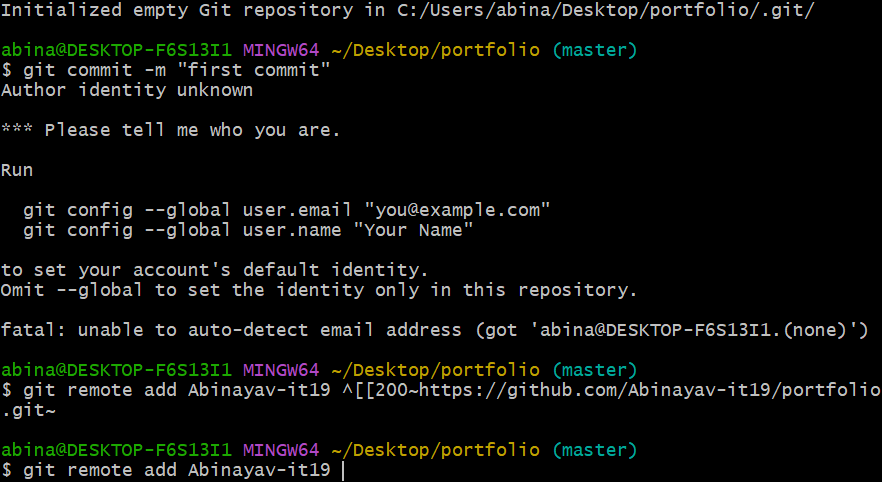 Initialized empty Git repository in C:/Users/abina/Desktop/portfolio/.git/
abina@DESKTOP-F6S13I1 MINGW64 ~/Desktop/portfolio (master)
$ git commit -m "first commit"
Author identity unknown
*** Please tell me who you are.
Run
git config --global user.email "you@example.com"
git config --global user.name "Your Name"
to set your account's default identity.
Omit --global to set the identity only in this repository.
fatal: unable to auto-detect email address (got 'abina@DESKTOP-F6S13I1.(none)')
abina@DESKTOP-F6S13I1 MINGW64 ~/Desktop/portfolio (master)
$ git remote add Abinayav-it19 ^[[200~https://github.com/Abinayav-it19/portfolio
.git~
abina@DESKTOP-F6S13I1 MINGW64 ~/Desktop/portfolio (master)
$ git remote add Abinayav-it19